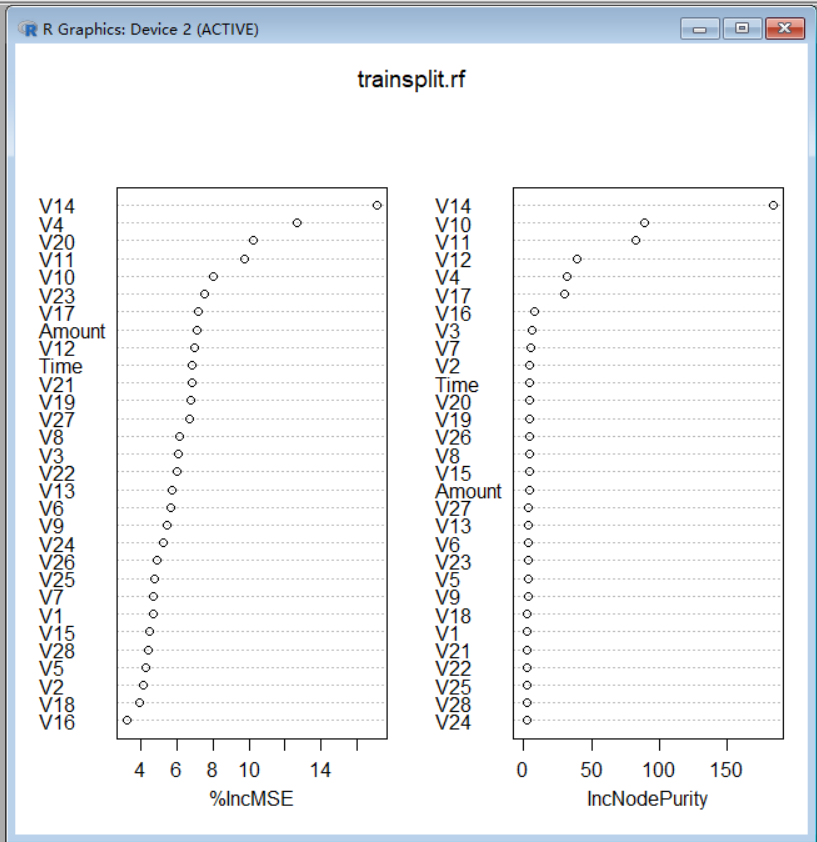 R Graphics: Device 2 (ACTIVE)
trainsplit.rf
V14
V4
V20
V11
V10
V23
V17
Amount
V12
Time
V21
V19
V27
V8
V3
V22
V13
V6
V9
V24
V26
V25
V7
V1
V15
V28
V5
V2
V18
V16
4 6 8 10 14
%IncMSE
V14
V10
V11
V12
V4
V17
V16
V3
V7
V2
Time
V20
V19
V26
V8
V15
Amount
V27
V13
V6
V23
V5
V9
V18
V1
V21
V22
V25
V28
V24
0 50 100 150
IncNodePurity